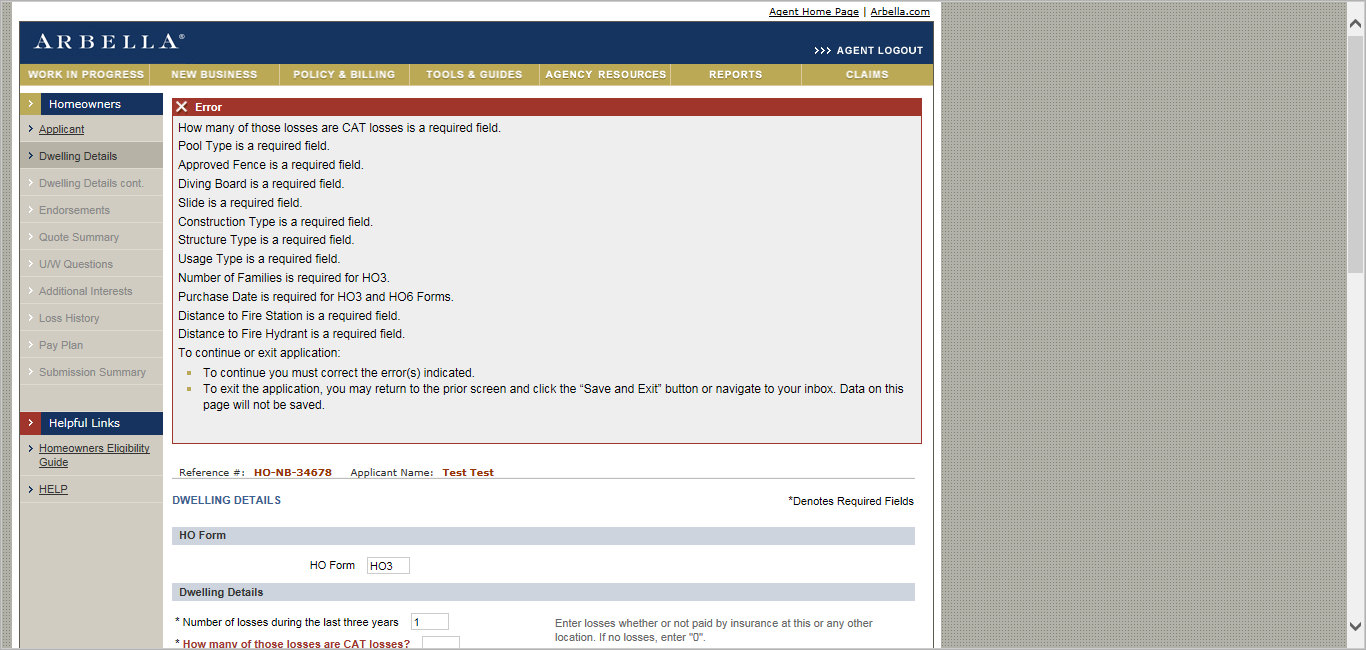 Agent Home Page | Arbella.com
ARBELLA®
>>> AGENT LOGOUT
WORK IN PROGRESS NEW BUSINESS POLICY & BILLING TOOLS & GUIDES AGENCY RESOURCES REPORTS CLAIMS
Homeowners
Applicant
Dwelling Details
Dwelling Details cont.
Endorsements
Quote Summary
U/W Questions
Additional Interests
Loss History
Pay Plan
Submission Summary
Helpful Links
Homeowners Eligibility
Guide
HELP
Error
How many of those losses are CAT losses is a required field.
Pool Type is a required field.
Approved Fence is a required field.
Diving Board is a required field.
Slide is a required field.
Construction Type is a required field.
Structure Type is a required field.
Usage Type is a required field.
Number of Families is required for HO3.
Purchase Date is required for HO3 and HO6 Forms.
Distance to Fire Station is a required field.
Distance to Fire Hydrant is a required field.
To continue or exit application:
To continue you must correct the error(s) indicated.
To exit the application, you may return to the prior screen and click the “Save and Exit” button or navigate to your inbox. Data on this
page will not be saved.
Reference #: HO-NB-34678 Applicant Name: Test Test
DWELLING DETAILS
*Denotes Required Fields
HO Form
HO Form HO3
Dwelling Details
* Number of losses during the last three years 1
Enter losses whether or not paid by insurance at this or any other
location. If no losses, enter "0".
* How many of those losses are CAT losses?